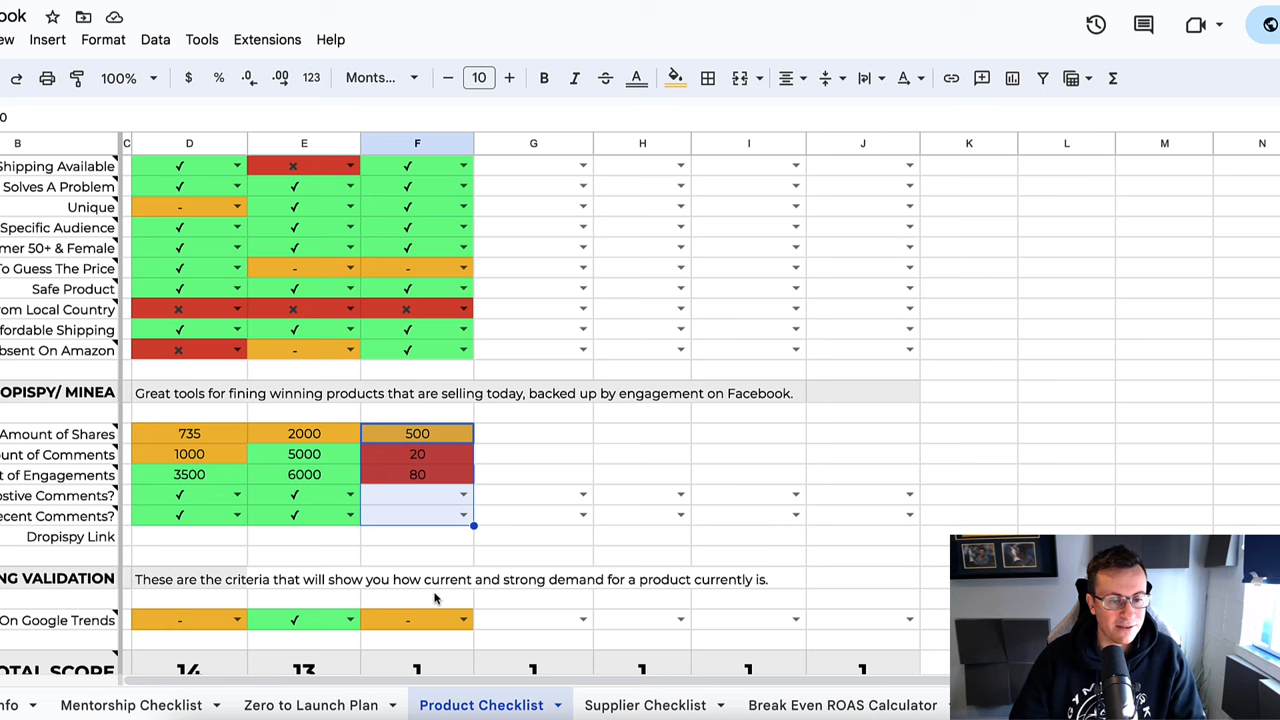 ook
ew Insert Format Data Tools Extensions Help
100% $ % .0 .00 123 Monts... - 10 + B I S A Σ
0
B C D E F G H I J K L M N
Shipping Available ✓ × ✓
Solves A Problem ✓ ✓ ✓
Unique - ✓ ✓
Specific Audience ✓ ✓ ✓
mer 50+ & Female ✓ ✓ ✓
To Guess The Price ✓ - -
Safe Product ✓ ✓ ✓
rom Local Country × × ×
ffordable Shipping ✓ ✓ ✓
bsent On Amazon × - ✓
OPISPY/ MINEA Great tools for fining winning products that are selling today, backed up by engagement on Facebook.
Amount of Shares 735 2000 500
unt of Comments 1000 5000 20
t of Engagements 3500 6000 80
ostive Comments? ✓ ✓
ecent Comments? ✓ ✓
Dropispy Link
NG VALIDATION These are the criteria that will show you how current and strong demand for a product currently is.
On Google Trends - ✓ -
OTAL SCORE 14 13 1 1 1 1 1
nfo Mentorship Checklist Zero to Launch Plan Product Checklist Supplier Checklist Break Even ROAS Calculator